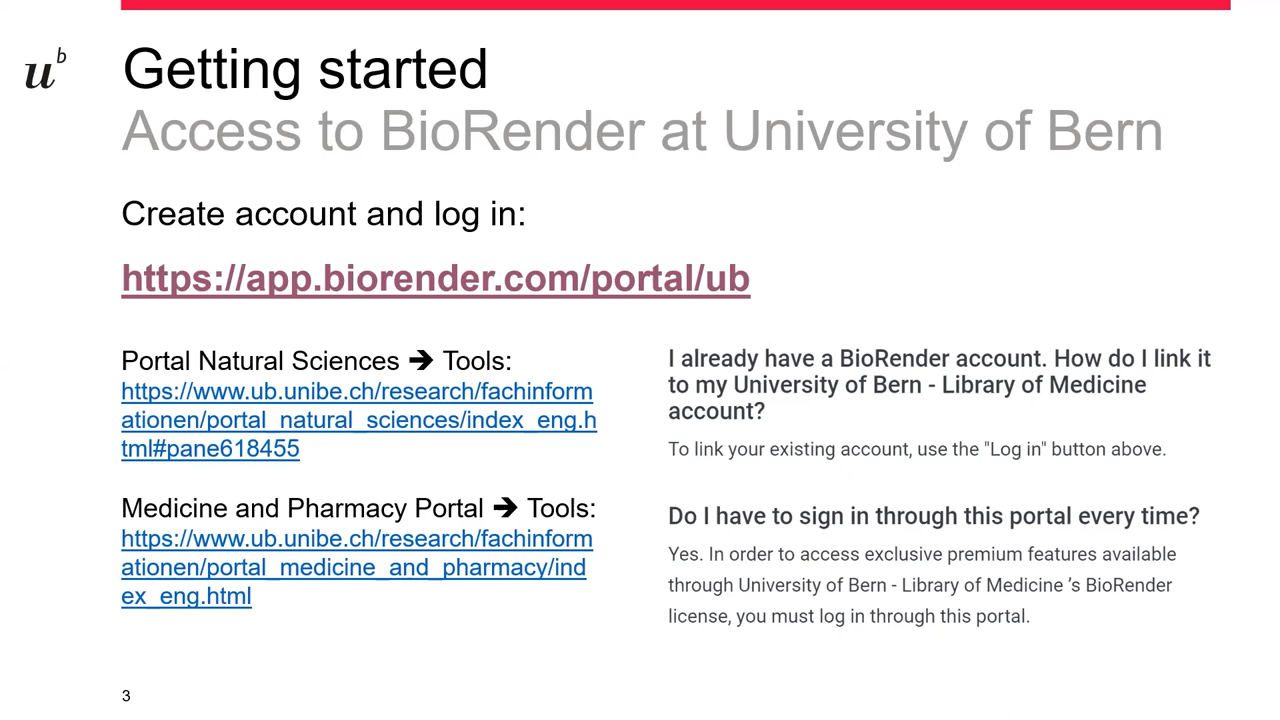 u b
Getting started
Access to BioRender at University of Bern
Create account and log in:
https://app.biorender.com/portal/ub
Portal Natural Sciences ➔ Tools:
https://www.ub.unibe.ch/research/fachinform
ationen/portal_natural_sciences/index_eng.h
tml#pane618455
Medicine and Pharmacy Portal ➔ Tools:
https://www.ub.unibe.ch/research/fachinform
ationen/portal_medicine_and_pharmacy/ind
ex_eng.html
I already have a BioRender account. How do I link it
to my University of Bern - Library of Medicine
account?
To link your existing account, use the "Log in" button above.
Do I have to sign in through this portal every time?
Yes. In order to access exclusive premium features available
through University of Bern - Library of Medicine ’s BioRender
license, you must log in through this portal.
3